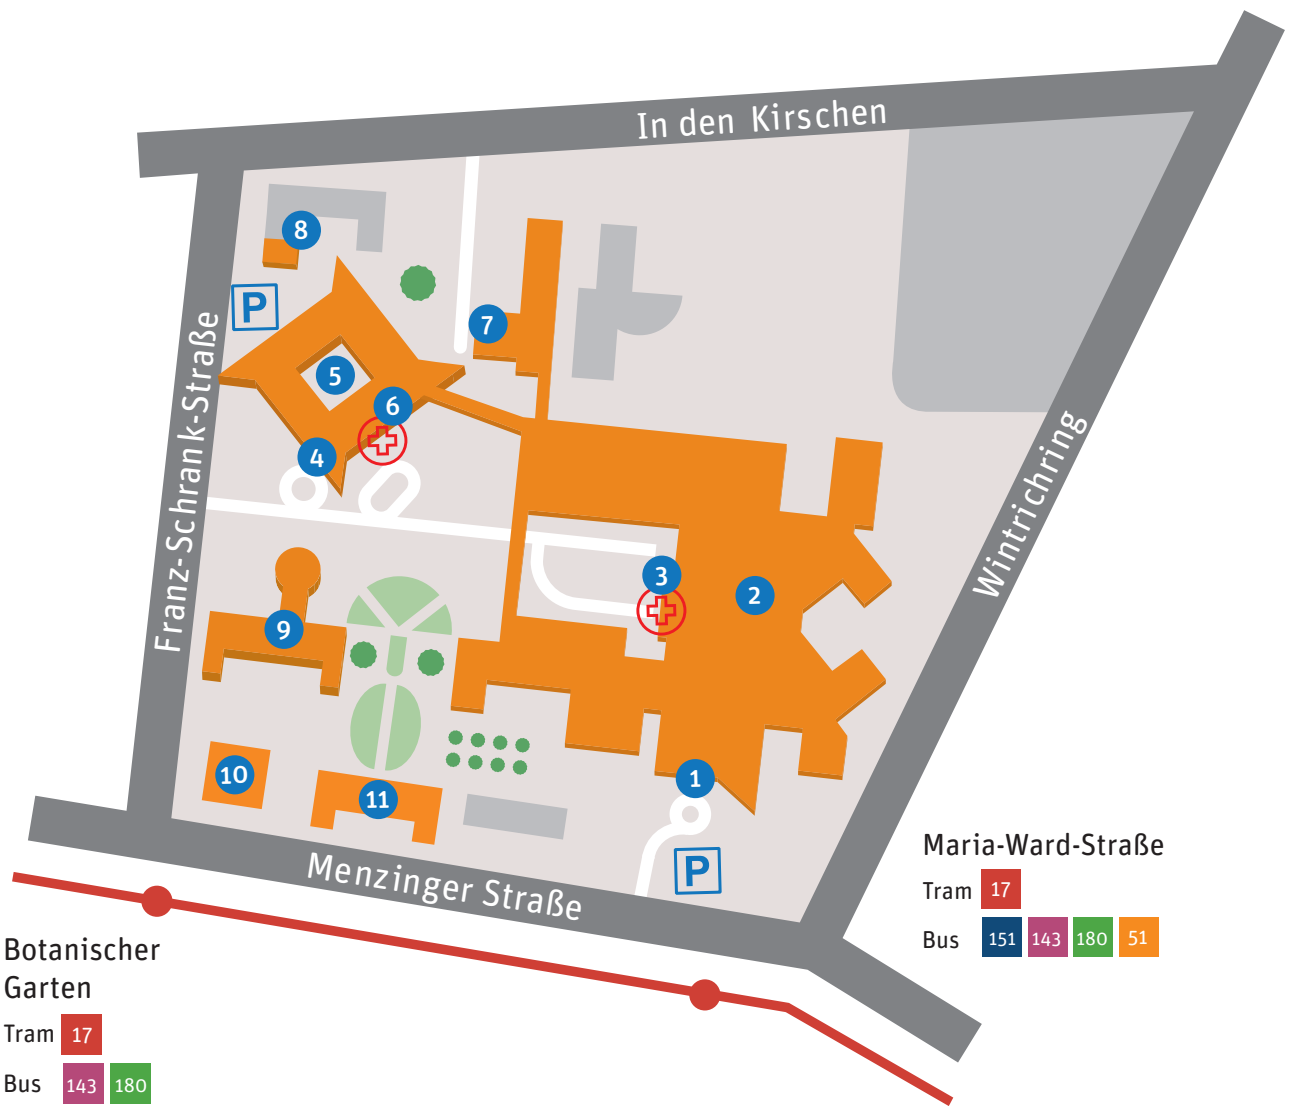 In den Kirschen
8
P
7
5
6
4
Franz-Schrank-Straße
Wintrichring
3
2
9
10
11
1
P
Menzinger Straße
Maria-Ward-Straße
Tram 17
Bus 151 143 180 51
Botanischer
Garten
Tram 17
Bus 143 180